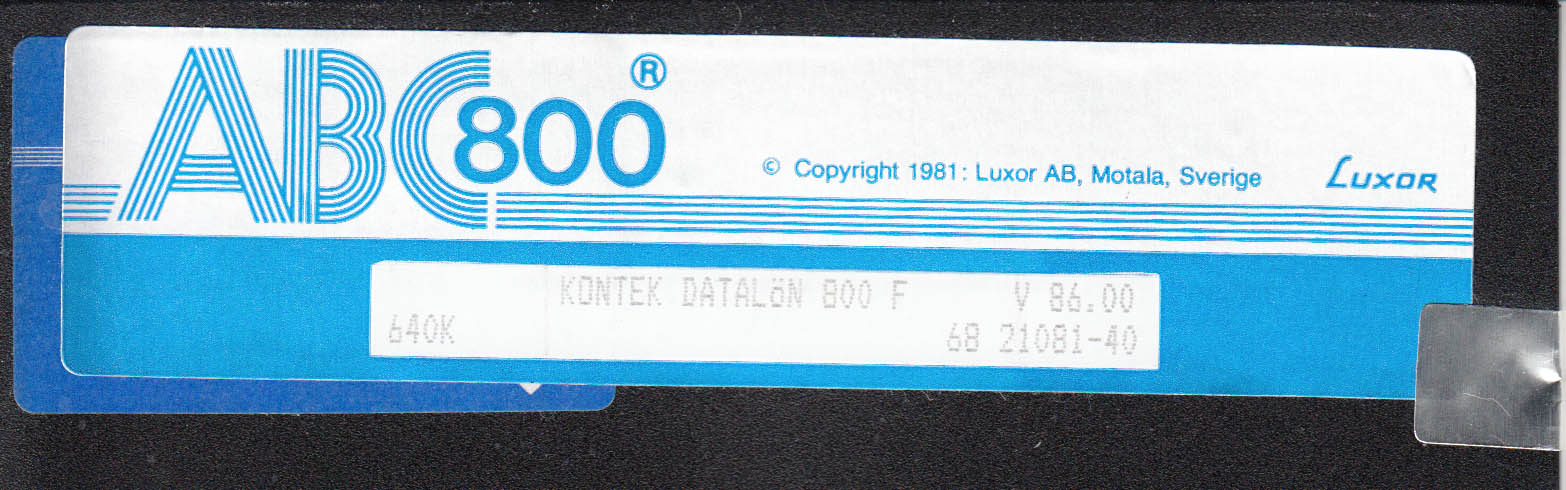 ABC800®
© Copyright 1981: Luxor AB, Motala, Sverige
LUXOR
KONTEK DATALöN 800 F V 86.00
640K 68 21081-40